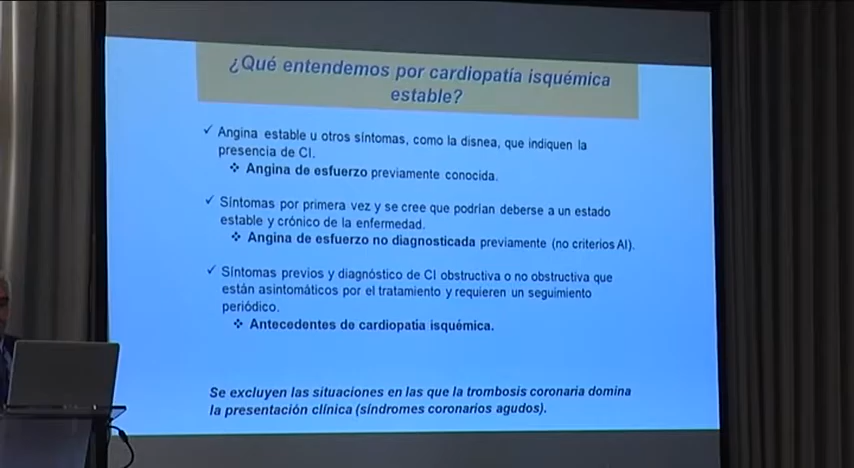 ¿Qué entendemos por cardiopatía isquémica
estable?
✓ Angina estable u otros síntomas, como la disnea, que indiquen la
presencia de CI.
❖ Angina de esfuerzo previamente conocida.
✓ Síntomas por primera vez y se cree que podrían deberse a un estado
estable y crónico de la enfermedad.
❖ Angina de esfuerzo no diagnosticada previamente (no criterios AI).
✓ Síntomas previos y diagnóstico de CI obstructiva o no obstructiva que
están asintomáticos por el tratamiento y requieren un seguimiento
periódico.
❖ Antecedentes de cardiopatía isquémica.
Se excluyen las situaciones en las que la trombosis coronaria domina
la presentación clínica (síndromes coronarios agudos).